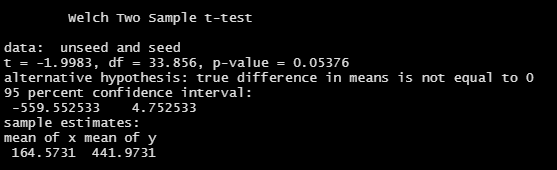 Welch Two Sample t-test
data:  unseed and seed
t = -1.9983, df = 33.856, p-value = 0.05376
alternative hypothesis: true difference in means is not equal to 0
95 percent confidence interval:
 -559.552533    4.752533
sample estimates:
mean of x mean of y
 164.5731  441.9731